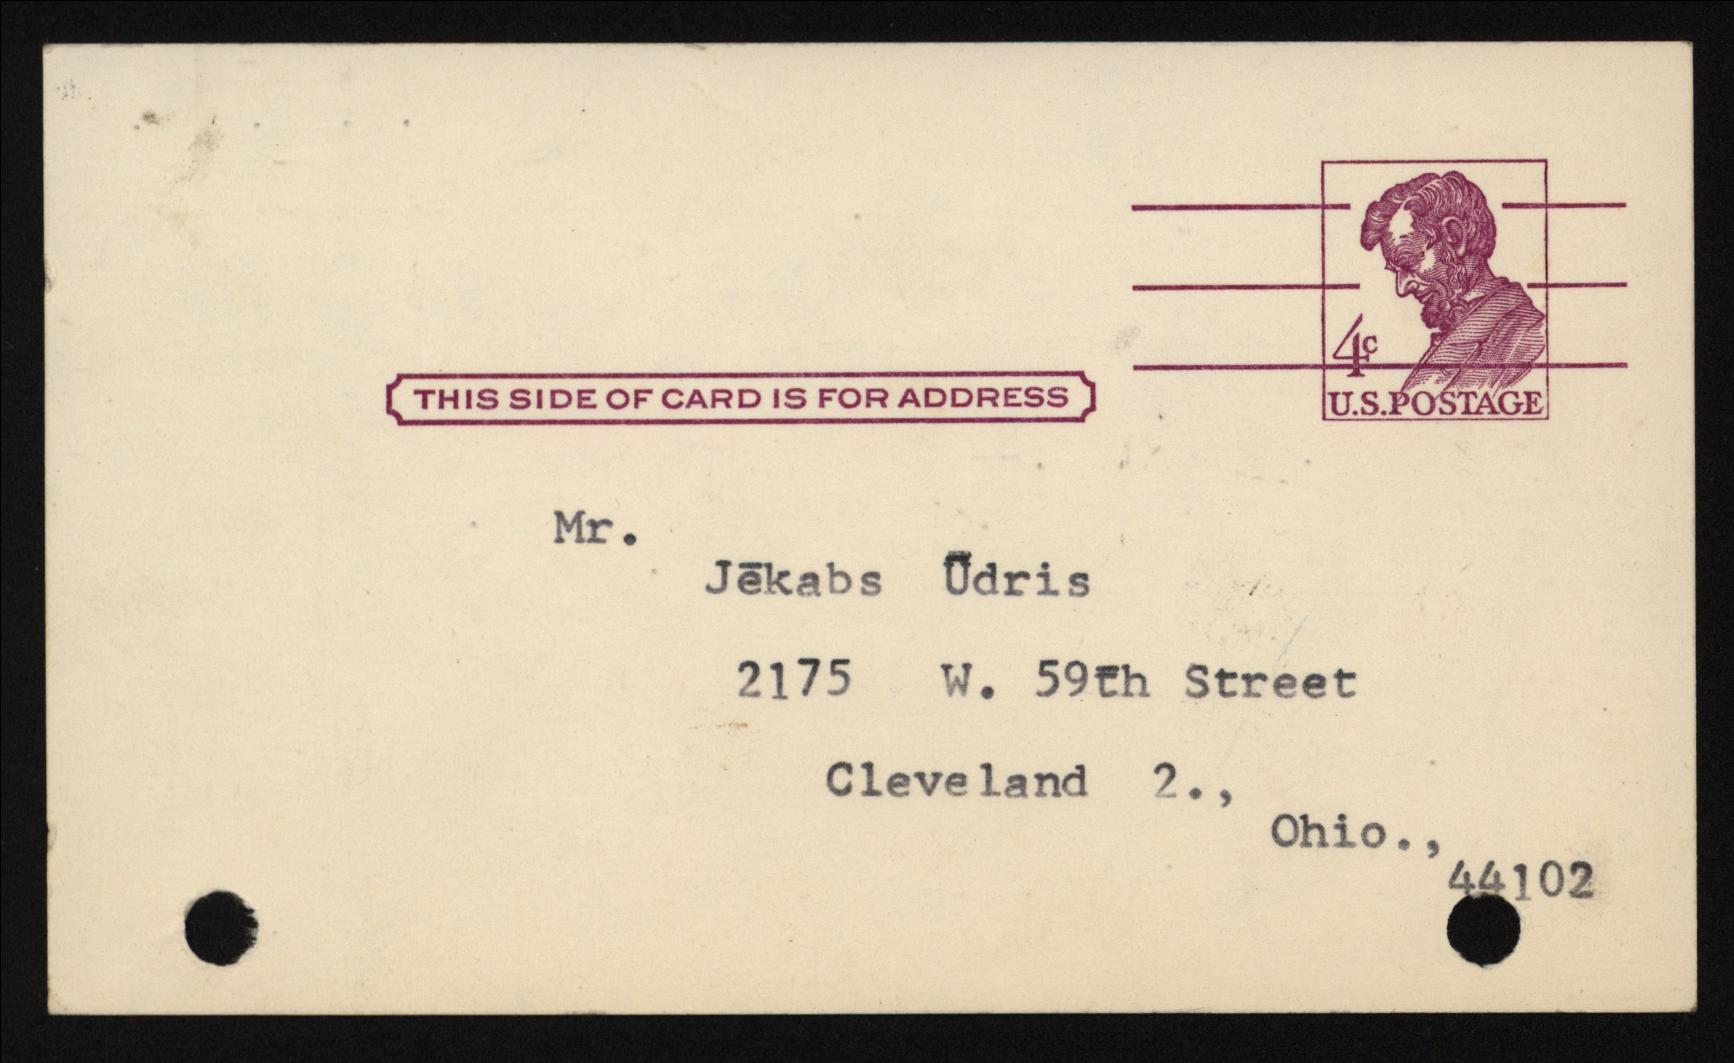 4c
U.S.POSTAGE
THIS SIDE OF CARD IS FOR ADDRESS
Mr.
Jēkabs Ūdris
2175 W. 59th Street
Cleveland 2.,
Ohio.,
44102